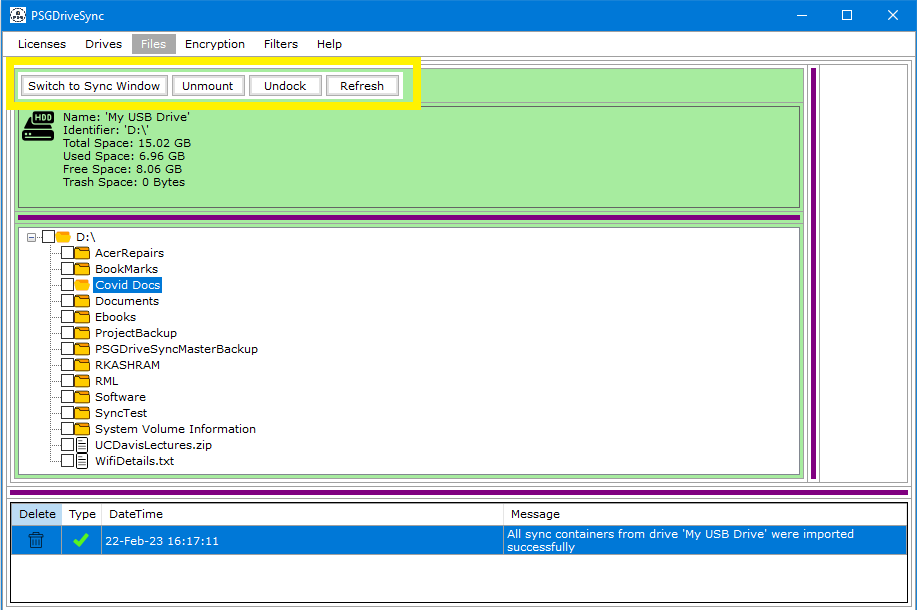 PSGDriveSync
Licenses Drives Files Encryption Filters Help
Switch to Sync Window Unmount Undock Refresh
HDD
Name: 'My USB Drive'
Identifier: 'D:\'
Total Space: 15.02 GB
Used Space: 6.96 GB
Free Space: 8.06 GB
Trash Space: 0 Bytes
D:\
AcerRepairs
BookMarks
Covid Docs
Documents
Ebooks
ProjectBackup
PSGDriveSyncMasterBackup
RKASHRAM
RML
Software
SyncTest
System Volume Information
UCDavisLectures.zip
WifiDetails.txt
Delete Type DateTime Message
22-Feb-23 16:17:11 All sync containers from drive 'My USB Drive' were imported
successfully